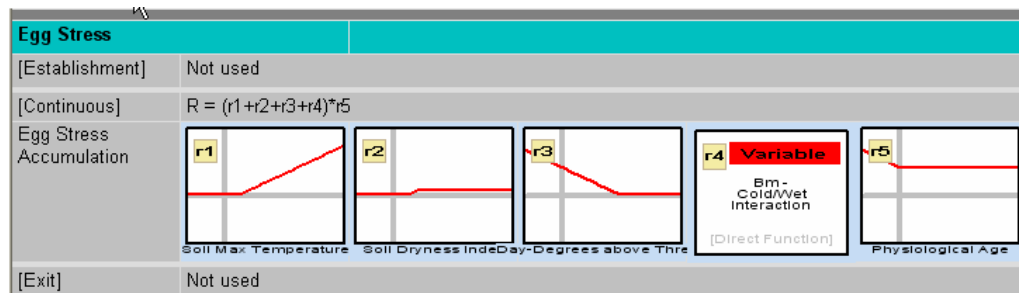 Egg Stress
[Establishment] Not used
[Continuous] R = (r1+r2+r3+r4)*r5
Egg Stress
Accumulation
r1
r2
r3
r4 Variable
Bm -
Cold/Wet
Interaction
[Direct Function]
r5
Soil Max Temperature
Soil Dryness Inde
Day-Degrees above Thre
Physiological Age
[Exit] Not used